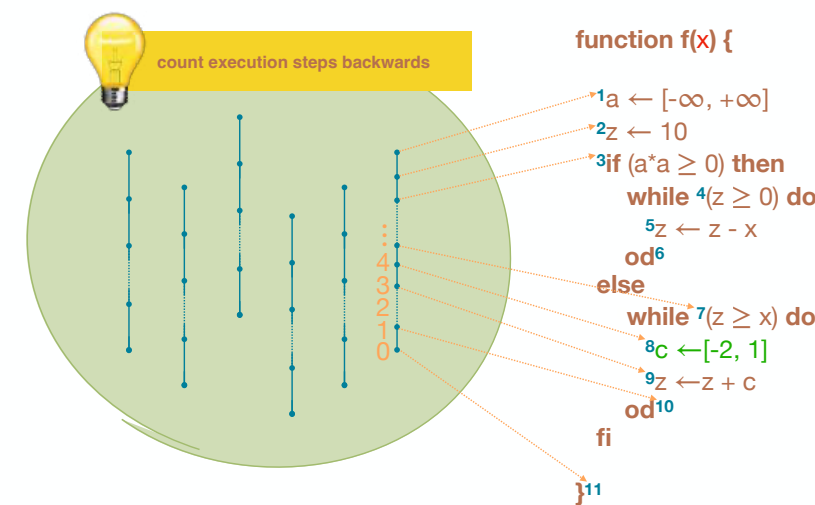 count execution steps backwards
function f(x) {
1a ← [-∞, +∞]
2z ← 10
3if (a*a ≥ 0) then
while 4(z ≥ 0) do
5z ← z - x
od6
else
while 7(z ≥ x) do
8c ←[-2, 1]
9z ←z + c
od10
fi
}11
⋮
4
3
2
1
0